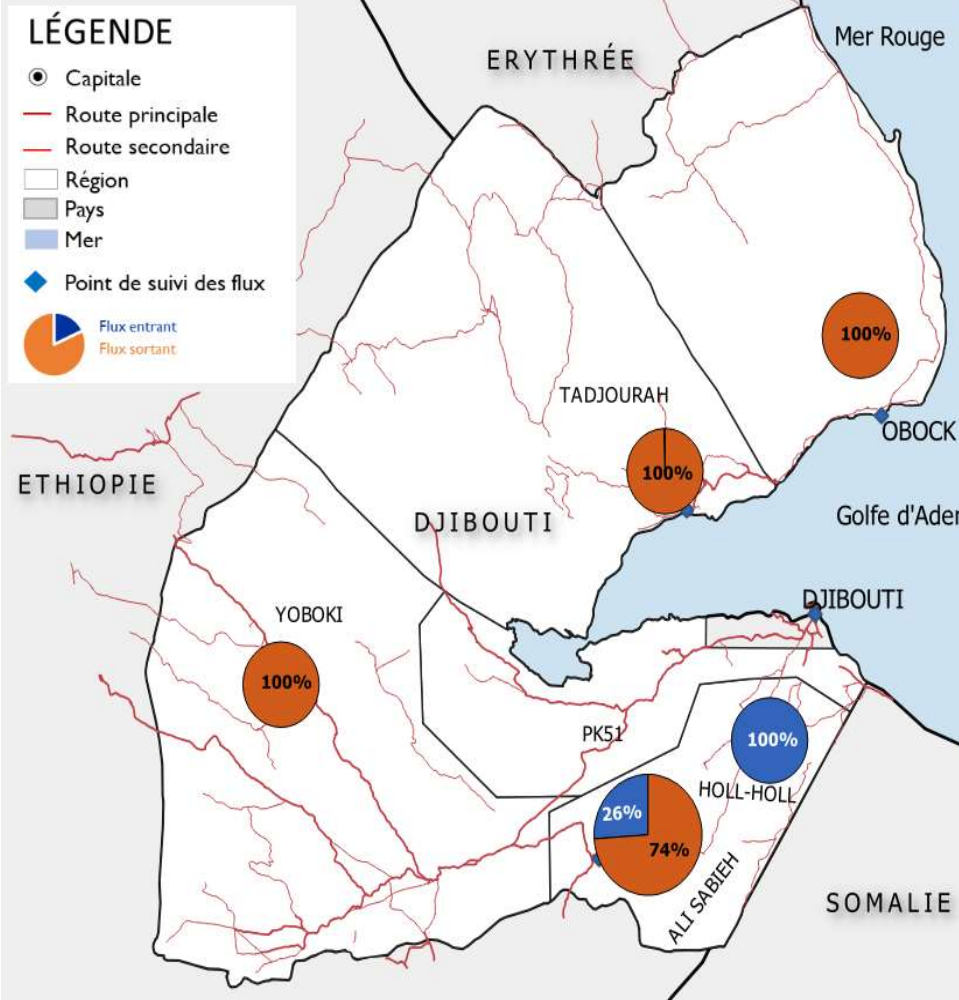 LÉGENDE
Capitale
Route principale
Route secondaire
Région
Pays
Mer
Point de suivi des flux
Flux entrant
Flux sortant
Mer Rouge
ERYTHRÉE
100%
TADJOURAH
OBOCK
100%
ETHIOPIE
DJIBOUTI
Golfe d'Aden
DJIBOUTI
YOBOKI
100%
PK51
100%
HOLL-HOLL
26%
74%
ALI SABIEH
SOMALIE